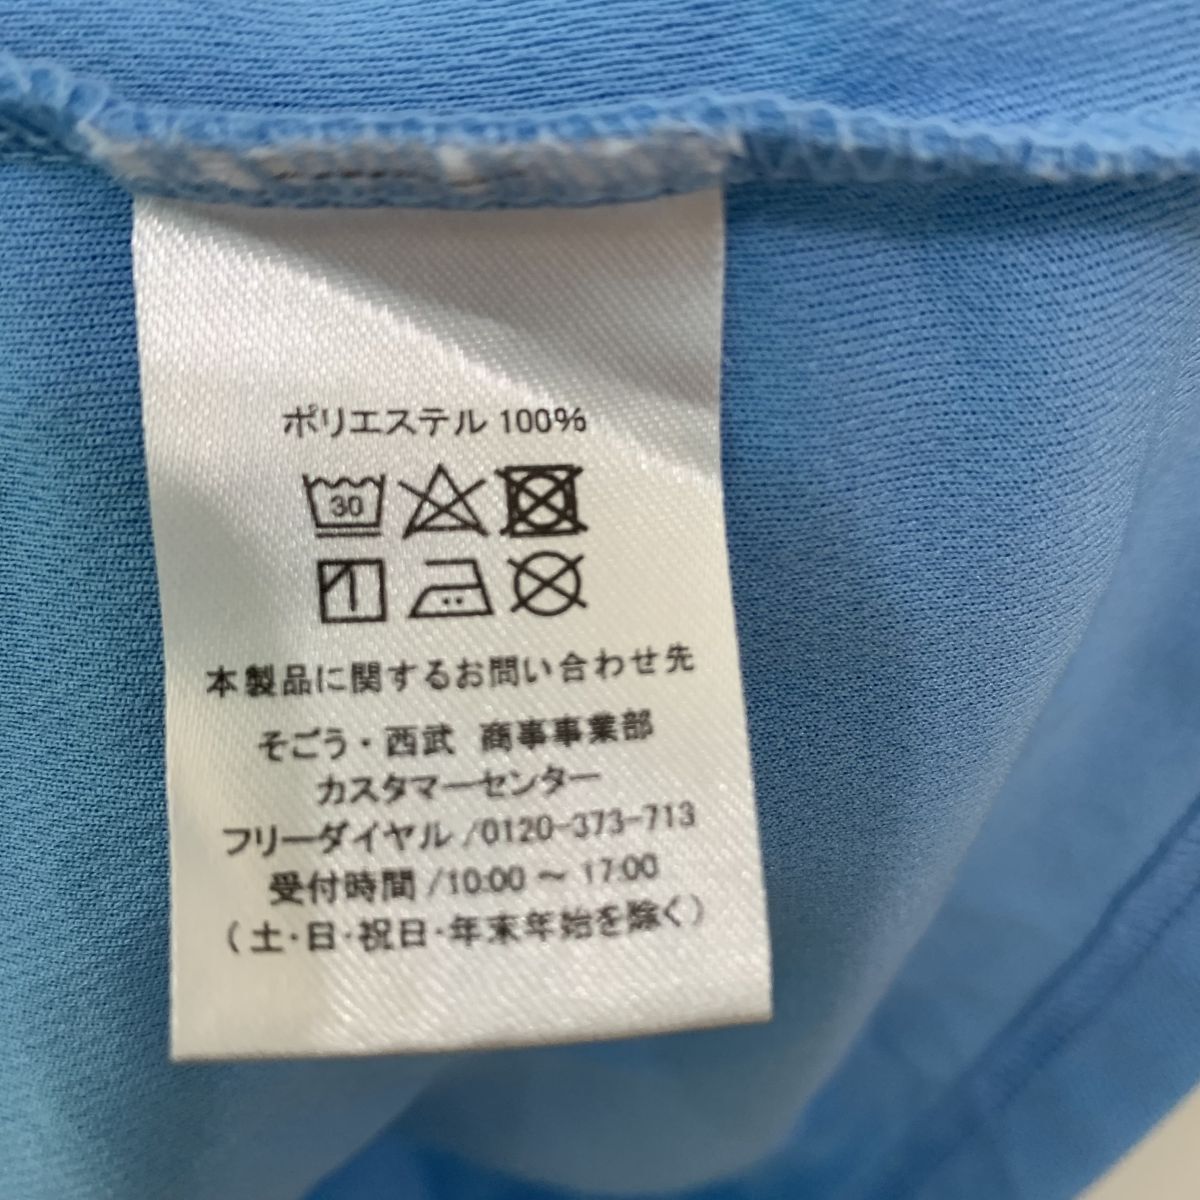 ポリエステル 100%
30
本製品に関するお問い合わせ先
そごう・西武 商事事業部
カスタマーセンター
フリーダイヤル/0120-373-713
受付時間/10:00～17:00
(土・日・祝日・年末年始を除く)